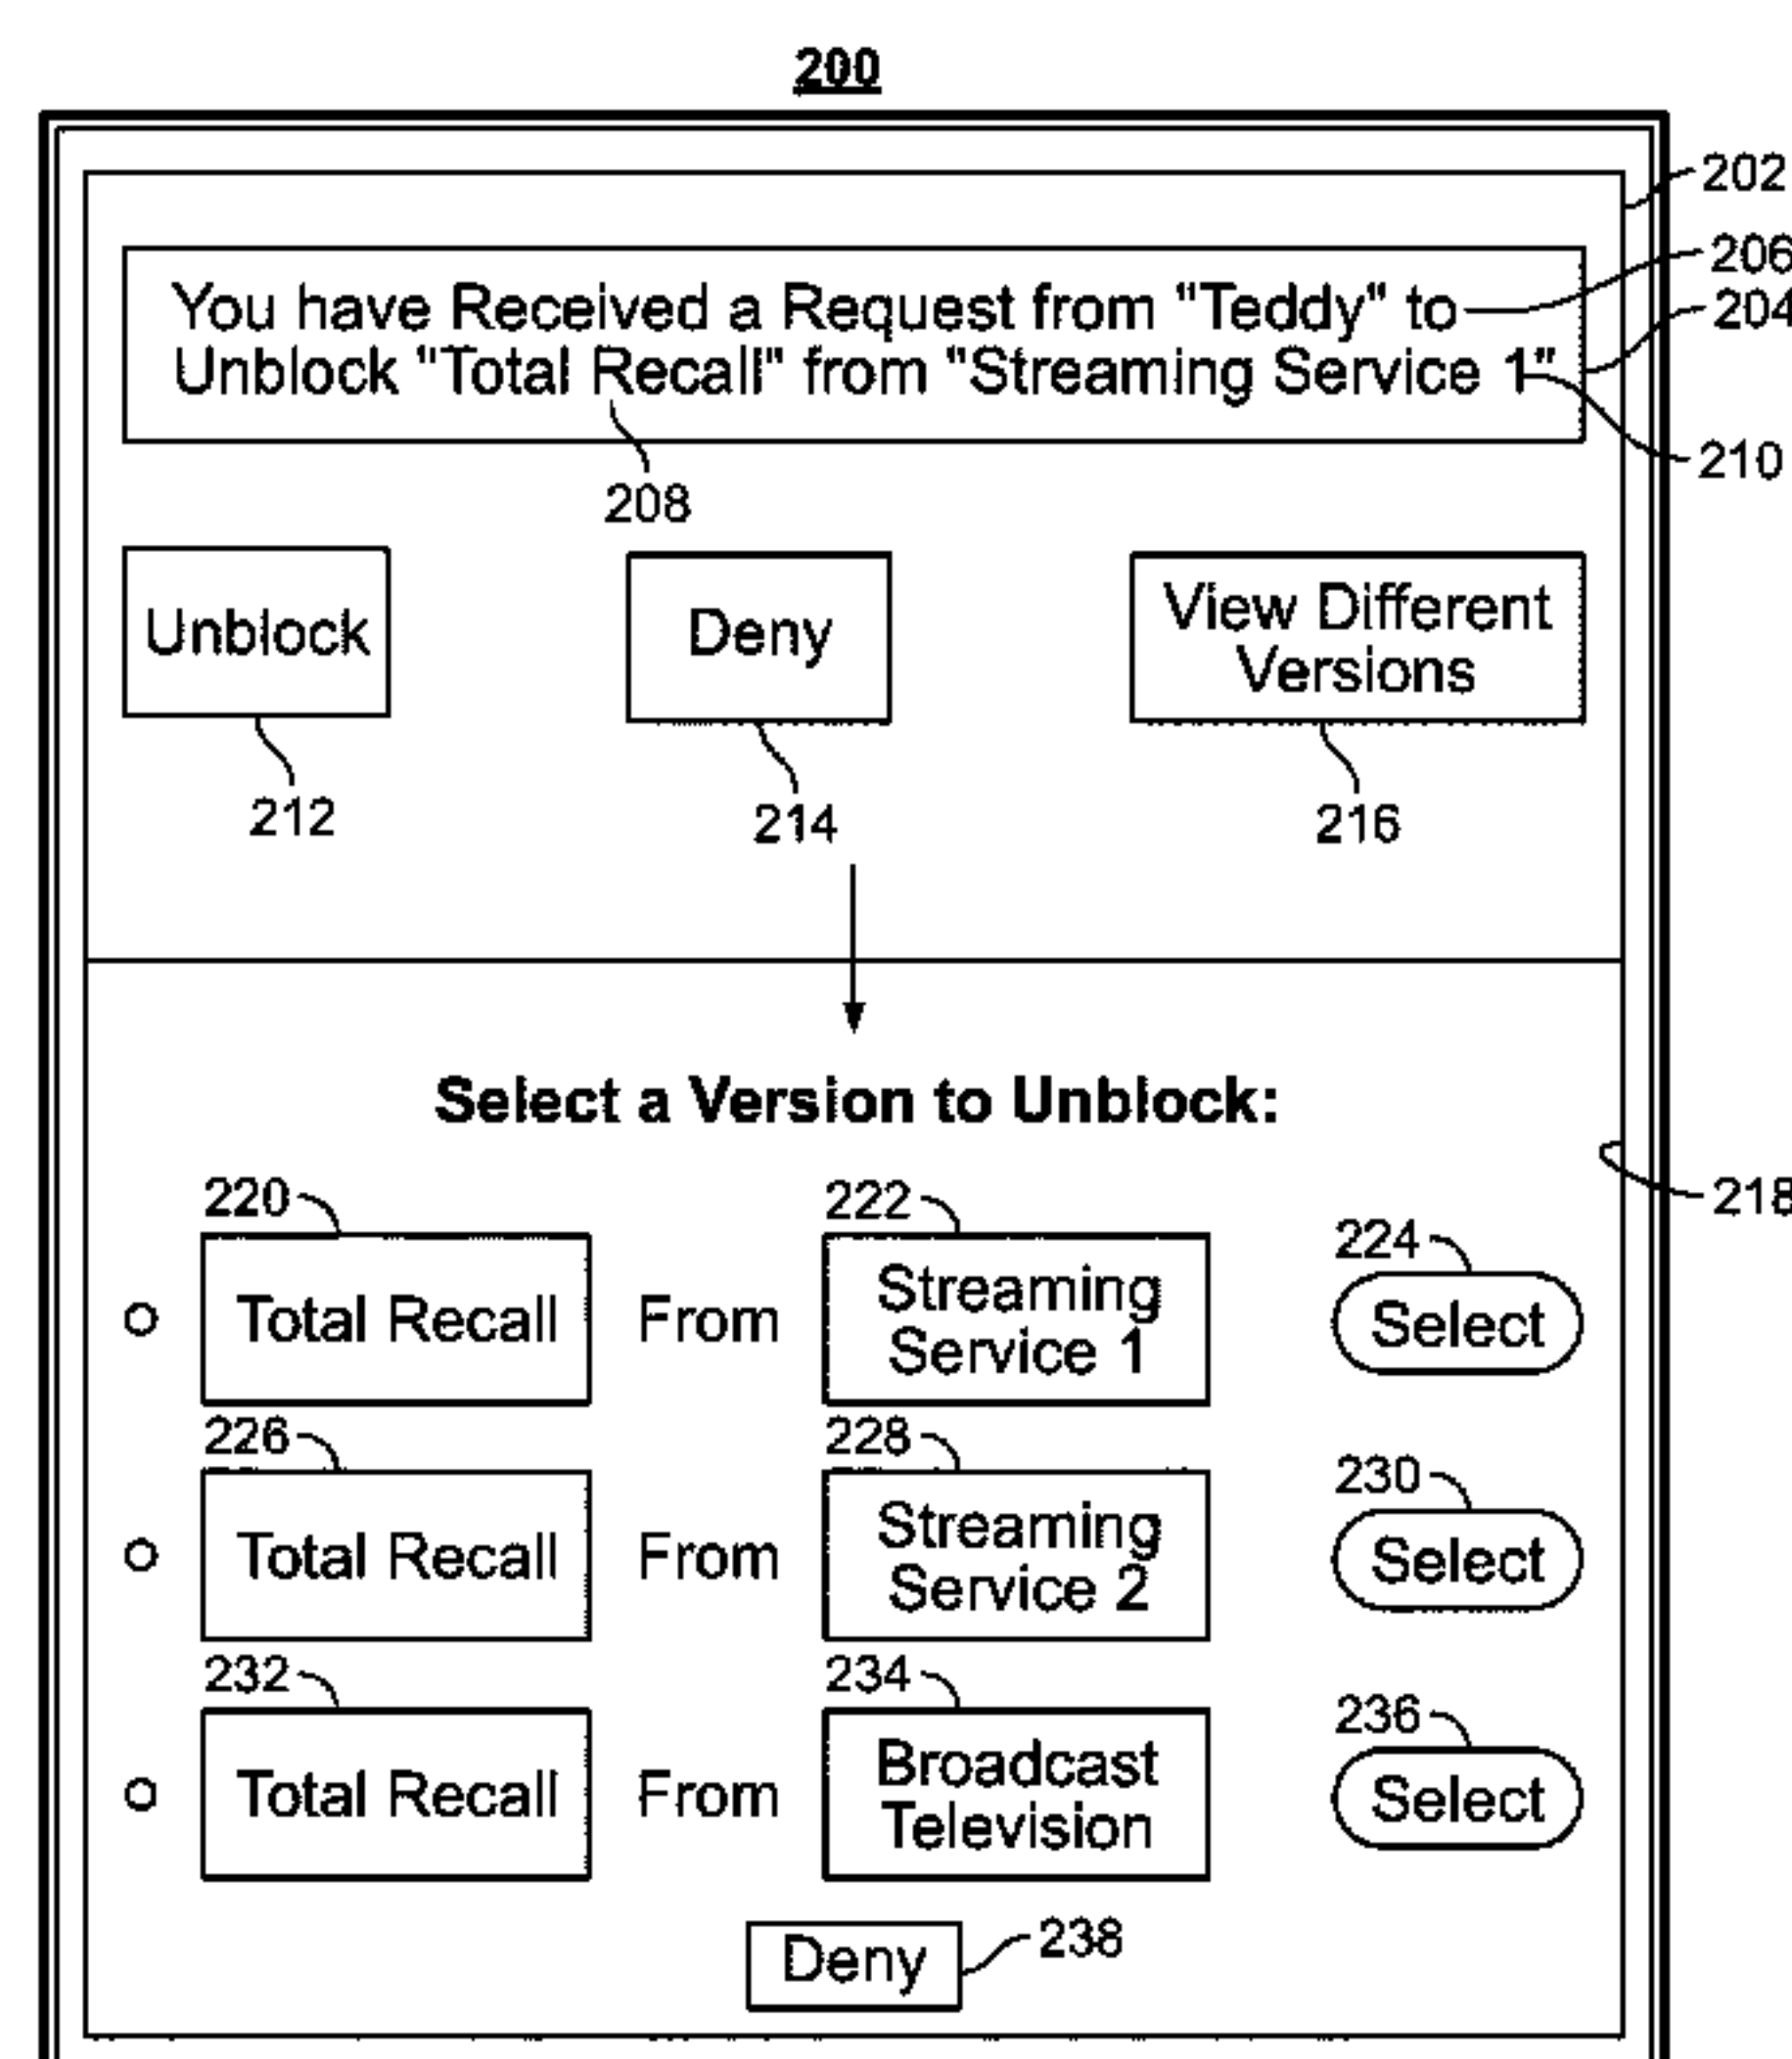 200
202
206
You have Received a Request from "Teddy" to
204
Unblock "Total Recall" from "Streaming Service 1"
210
208
Unblock
Deny
View Different
Versions
212
214
216
Select a Version to Unblock:
218
220
222
224
Total Recall From Streaming
Service 1
Select
226
228
230
Total Recall From Streaming
Service 2
Select
232
234
236
Total Recall From Broadcast
Television
Select
Deny
238